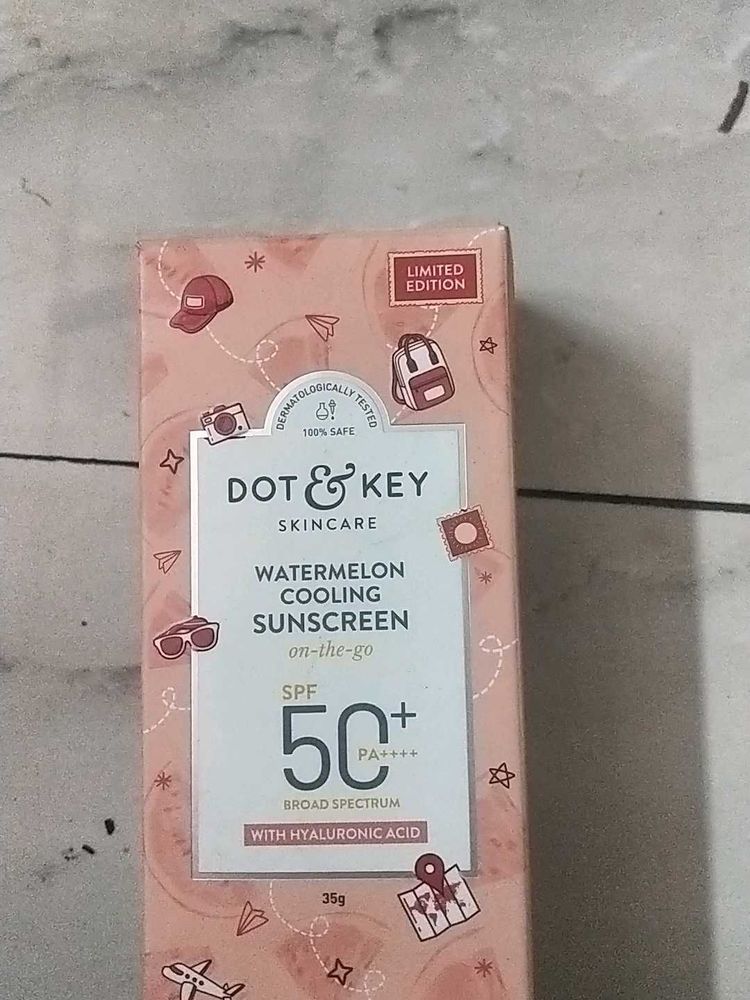 LIMITED
EDITION
DERMATOLOGICALLY TESTED
100% SAFE
DOT & KEY
SKINCARE
WATERMELON
COOLING
SUNSCREEN
on-the-go
SPF
50+
PA++++
BROAD SPECTRUM
WITH HYALURONIC ACID
35g